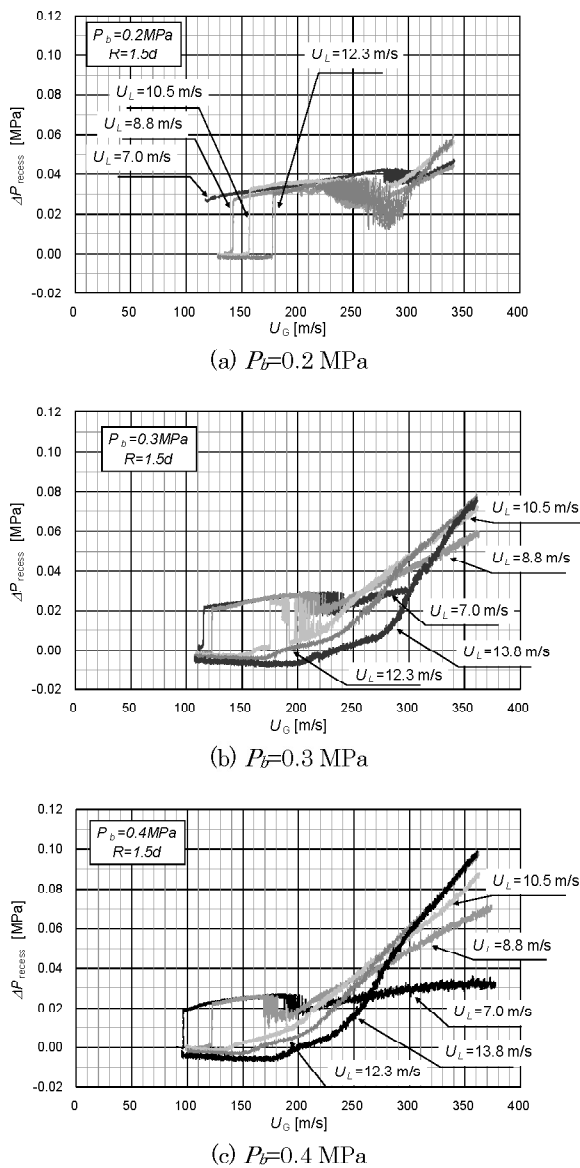 P_b=0.2MPa
R=1.5d
U_L=12.3 m/s
U_L=10.5 m/s
U_L=8.8 m/s
U_L=7.0 m/s
0.12
0.10
0.08
0.06
0.04
0.02
0.00
-0.02
ΔP_recess [MPa]
0 50 100 150 200 250 300 350 400
U_G [m/s]
(a) P_b=0.2 MPa
P_b=0.3MPa
R=1.5d
0.12
0.10
0.08
0.06
0.04
0.02
0.00
-0.02
ΔP_recess [MPa]
U_L=10.5 m/s
U_L=8.8 m/s
U_L=7.0 m/s
U_L=13.8 m/s
U_L=12.3 m/s
0 50 100 150 200 250 300 350 400
U_G [m/s]
(b) P_b=0.3 MPa
P_b=0.4MPa
R=1.5d
0.12
0.10
0.08
0.06
0.04
0.02
0.00
-0.02
ΔP_recess [MPa]
U_L=10.5 m/s
U_L=8.8 m/s
U_L=7.0 m/s
U_L=13.8 m/s
U_L=12.3 m/s
0 50 100 150 200 250 300 350 400
U_G [m/s]
(c) P_b=0.4 MPa